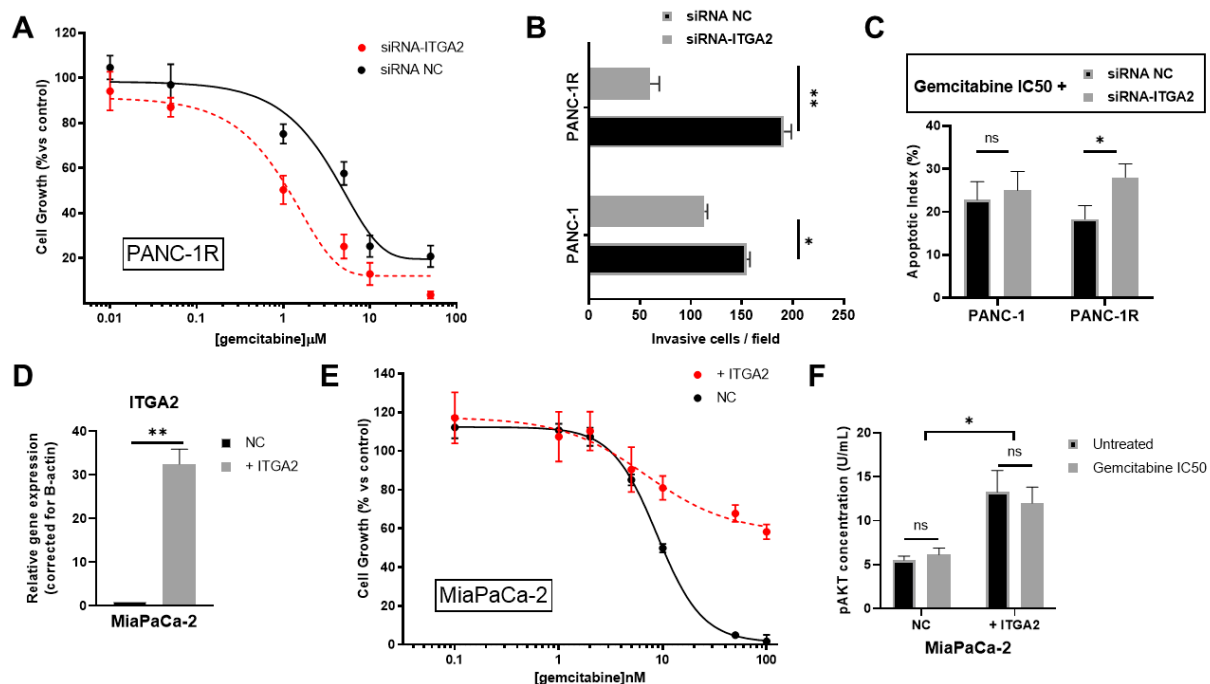 A
siRNA-ITGA2
siRNA NC
Cell Growth (%vs control)
120
100
80
60
40
20
PANC-1R
0.01
0.1
1
10
100
[gemcitabine]µM
B
siRNA NC
siRNA-ITGA2
PANC-1R
PANC-1
**
*
0
50
100
150
200
250
Invasive cells / field
C
Gemcitabine IC50 +
siRNA NC
siRNA-ITGA2
Apoptotic Index (%)
40
30
20
10
0
ns
*
PANC-1
PANC-1R
D
ITGA2
**
NC
+ ITGA2
Relative gene expression
(corrected for B-actin)
40
30
20
10
0
MiaPaCa-2
E
+ ITGA2
NC
Cell Growth (% vs control)
140
120
100
80
60
40
20
0
MiaPaCa-2
0.1
1
10
100
[gemcitabine]nM
F
Untreated
Gemcitabine IC50
pAKT concentration (U/mL)
20
15
10
5
0
*
ns
ns
NC
+ ITGA2
MiaPaCa-2